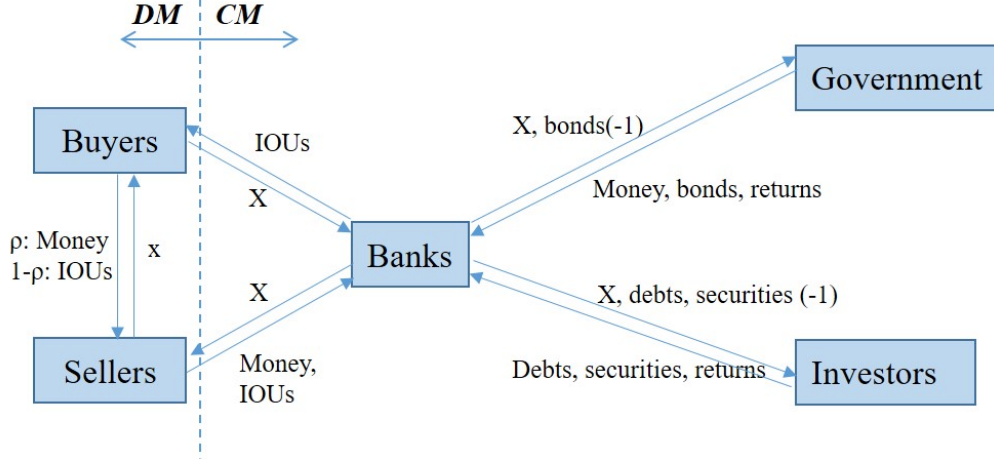 DM CM
Government
Buyers
IOUs
X, bonds(-1)
X
Money, bonds, returns
ρ: Money
1-ρ: IOUs
x
Banks
X
X, debts, securities (-1)
Sellers
Money,
IOUs
Debts, securities, returns
Investors